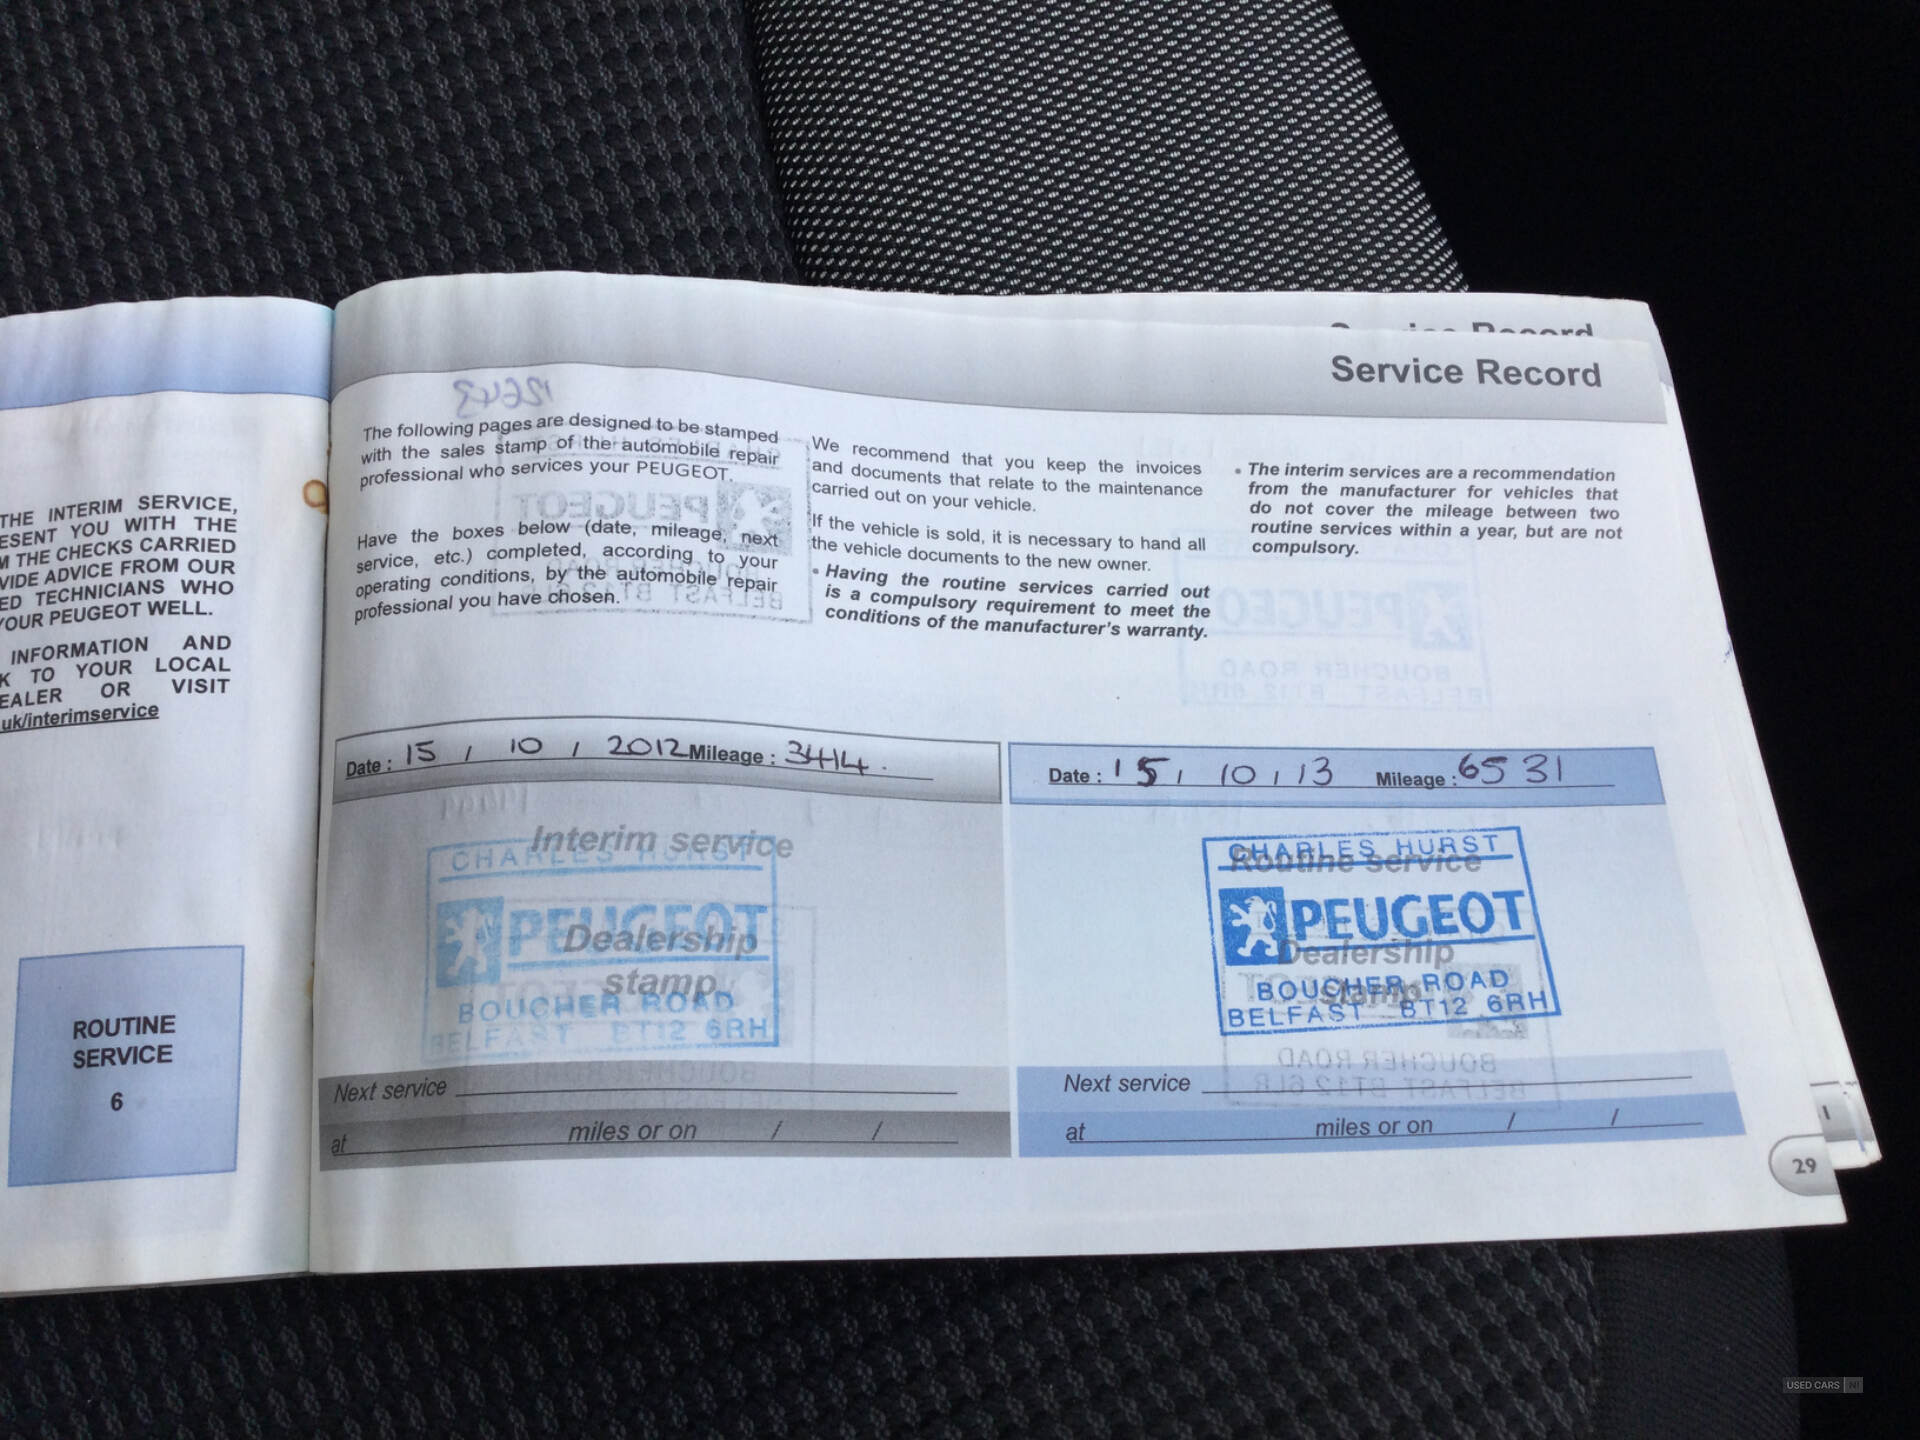 THE INTERIM SERVICE,
ESENT YOU WITH THE
M THE CHECKS CARRIED
VIDE ADVICE FROM OUR
ED TECHNICIANS WHO
YOUR PEUGEOT WELL.
INFORMATION AND
K TO YOUR LOCAL
EALER OR VISIT
uk/interimservice
ROUTINE
SERVICE
6
Service Record
Service Record
The following pages are designed to be stamped
with the sales stamp of the automobile repair
professional who services your PEUGEOT.
Have the boxes below (date, mileage, next
service, etc.) completed, according to your
operating conditions, by the automobile repair
professional you have chosen.
We recommend that you keep the invoices
and documents that relate to the maintenance
carried out on your vehicle.
If the vehicle is sold, it is necessary to hand all
the vehicle documents to the new owner.
• Having the routine services carried out
is a compulsory requirement to meet the
conditions of the manufacturer's warranty.
• The interim services are a recommendation
from the manufacturer for vehicles that
do not cover the mileage between two
routine services within a year, but are not
compulsory.
Date : 15 / 10 / 2012 Mileage : 3414.
Interim service
CHARLES HURST
PEUGEOT
Dealership
stamp
BOUCHER ROAD
BELFAST BT12 6RH
Next service
at miles or on / /
Date : 15 / 10 / 13 Mileage : 6531
CHARLES HURST
Routine service
PEUGEOT
Dealership
stamp
BOUCHER ROAD
BELFAST BT12 6RH
Next service
at miles or on / /
29
USED CARS NI